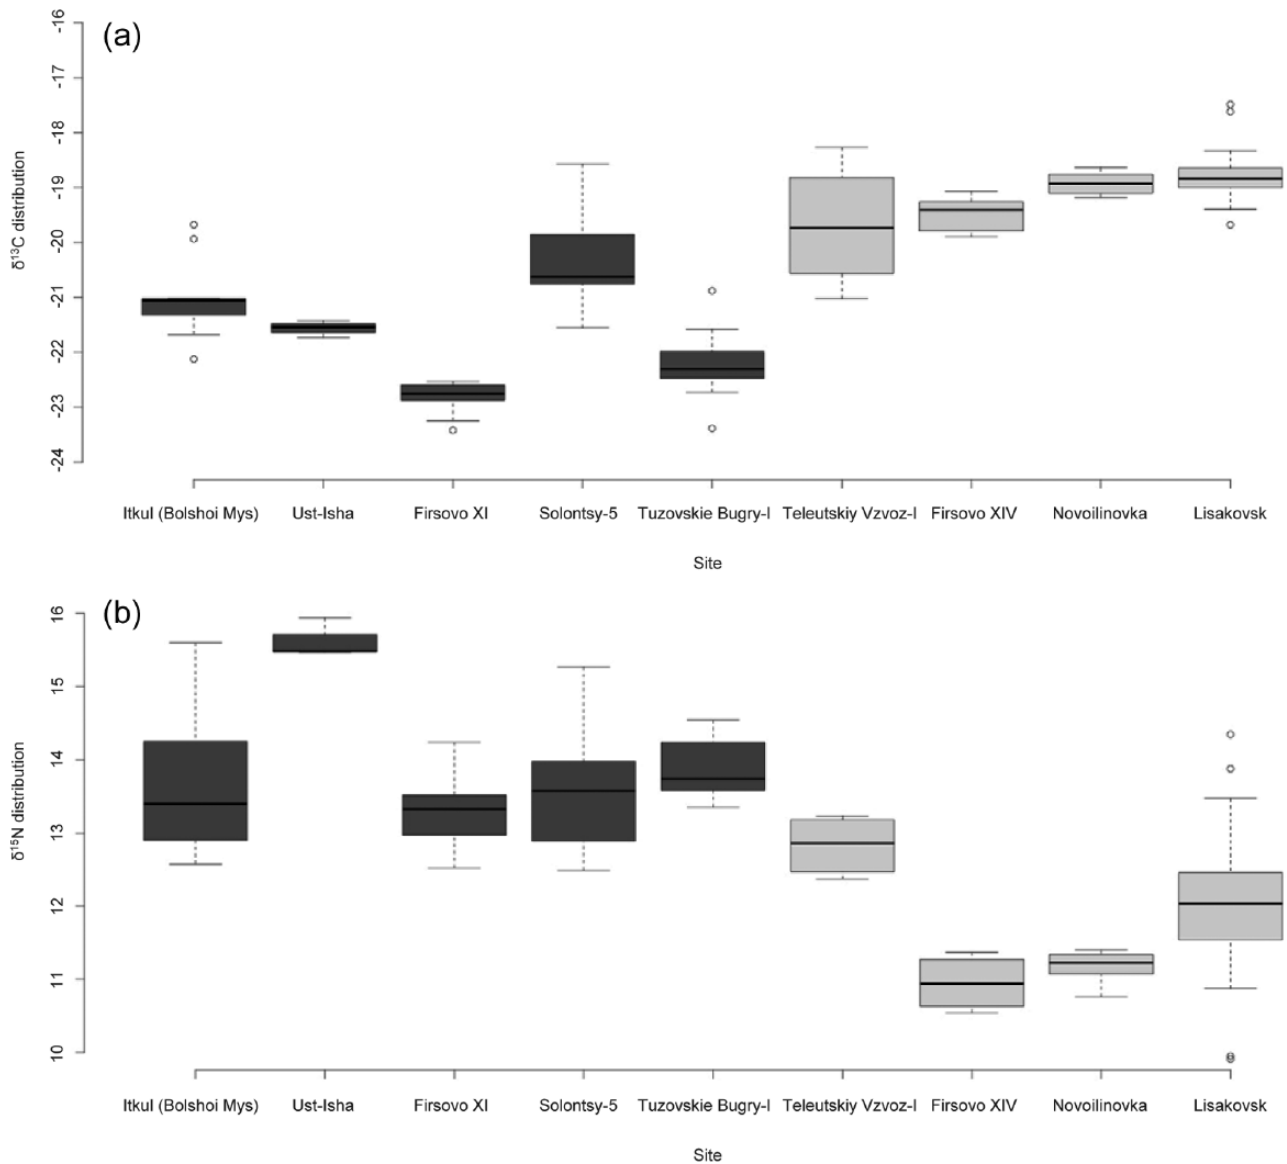 (a)
-16
-17
-18
-19
-20
-21
-22
-23
-24
δ13C distribution
Itkul (Bolshoi Mys) Ust-Isha Firsovo XI Solontsy-5 Tuzovskie Bugry-I Teleutskiy Vzvoz-I Firsovo XIV Novoilinovka Lisakovsk
Site
(b)
16
15
14
13
12
11
10
δ15N distribution
Itkul (Bolshoi Mys) Ust-Isha Firsovo XI Solontsy-5 Tuzovskie Bugry-I Teleutskiy Vzvoz-I Firsovo XIV Novoilinovka Lisakovsk
Site